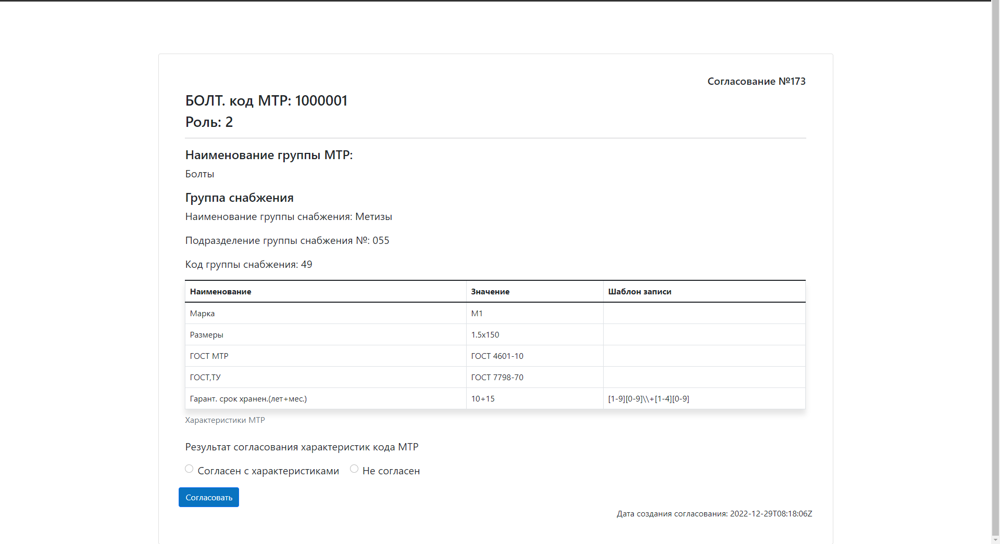 Согласование №173
БОЛТ. код МТР: 1000001
Роль: 2
Наименование группы МТР:
Болты
Группа снабжения
Наименование группы снабжения: Метизы
Подразделение группы снабжения №: 055
Код группы снабжения: 49
Наименование Значение Шаблон записи
Марка М1
Размеры 1.5x150
ГОСТ МТР ГОСТ 4601-10
ГОСТ,ТУ ГОСТ 7798-70
Гарант. срок хранен.(лет+мес.) 10+15 [1-9][0-9]\\+[1-4][0-9]
Характеристики МТР
Результат согласования характеристик кода МТР
Согласен с характеристиками Не согласен
Согласовать
Дата создания согласования: 2022-12-29T08:18:06Z